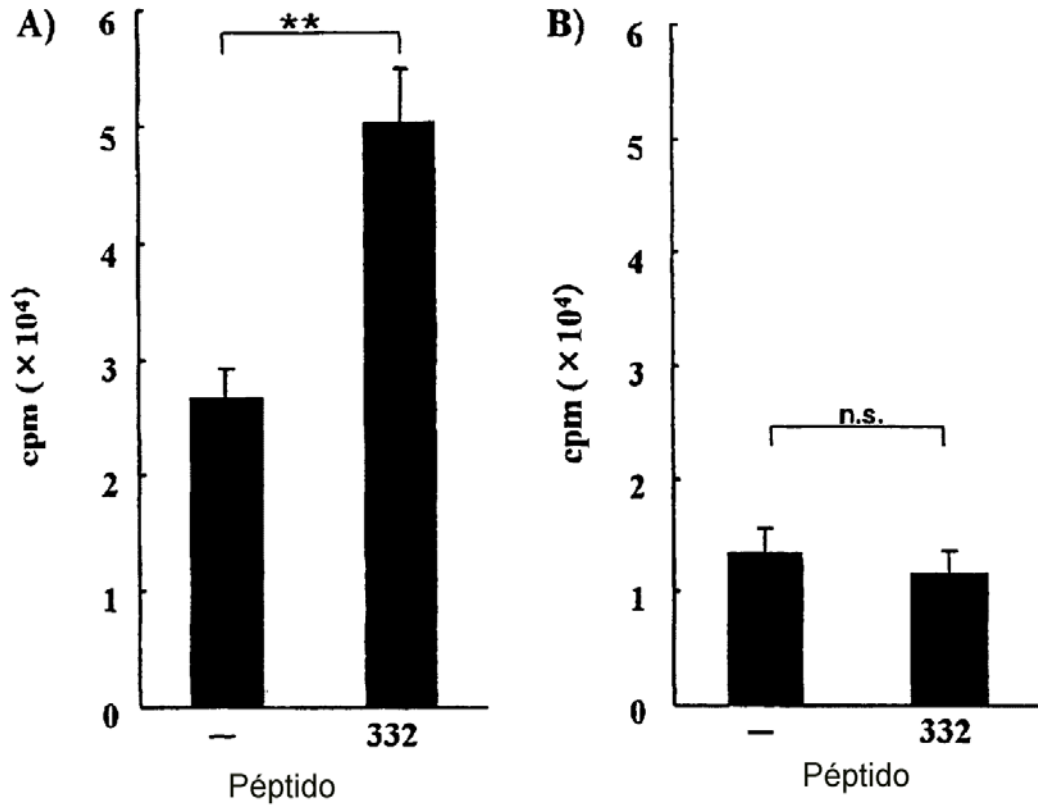 A)
**
6
5
4
3
2
1
0
cpm ( × 10⁴)
— 332
Péptido
B)
6
5
4
3
2
1
0
cpm ( × 10⁴)
n.s.
— 332
Péptido